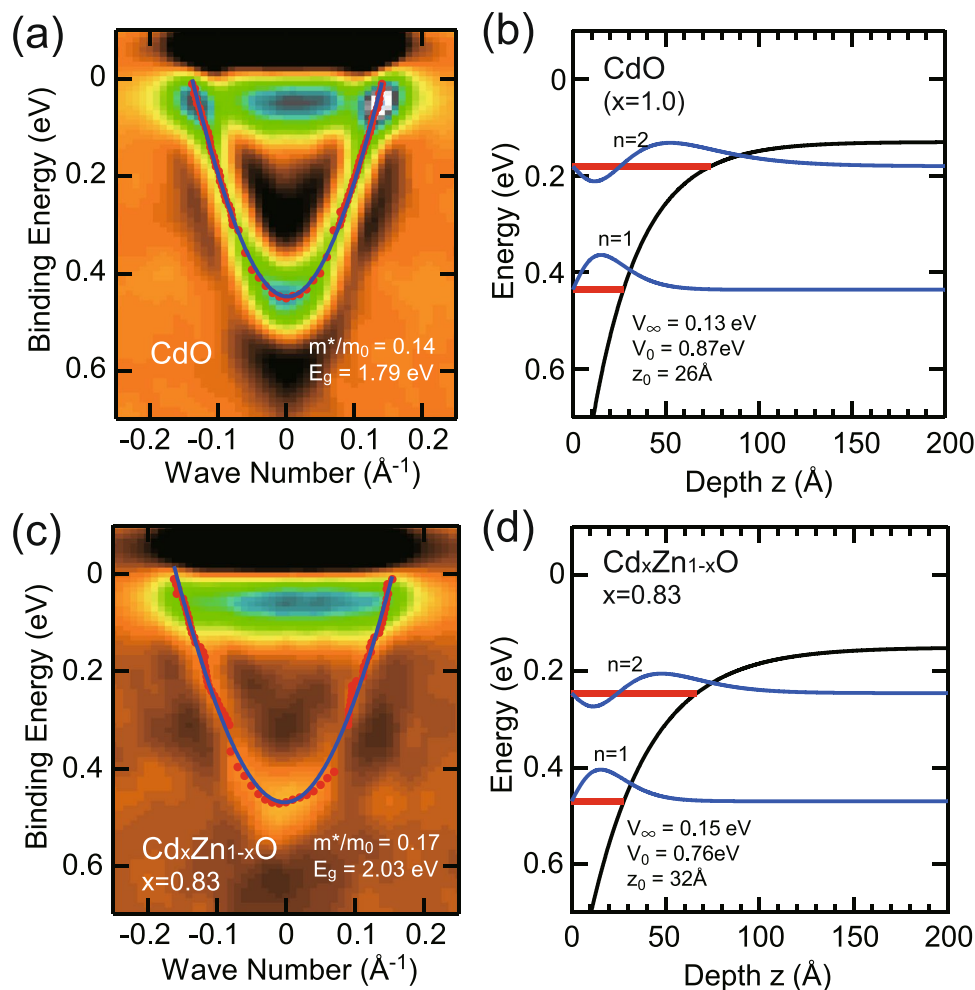 (a)
0
0.2
0.4
0.6
Binding Energy (eV)
CdO
m*/m0 = 0.14
Eg = 1.79 eV
-0.2 -0.1 0 0.1 0.2
Wave Number (Å-1)
(b)
0
0.2
0.4
0.6
Energy (eV)
CdO
(x=1.0)
n=2
n=1
V∞ = 0.13 eV
V0 = 0.87eV
z0 = 26Å
0 50 100 150 200
Depth z (Å)
(c)
0
0.2
0.4
0.6
Binding Energy (eV)
CdxZn1-xO
x=0.83
m*/m0 = 0.17
Eg = 2.03 eV
-0.2 -0.1 0 0.1 0.2
Wave Number (Å-1)
(d)
0
0.2
0.4
0.6
Energy (eV)
CdxZn1-xO
x=0.83
n=2
n=1
V∞ = 0.15 eV
V0 = 0.76eV
z0 = 32Å
0 50 100 150 200
Depth z (Å)